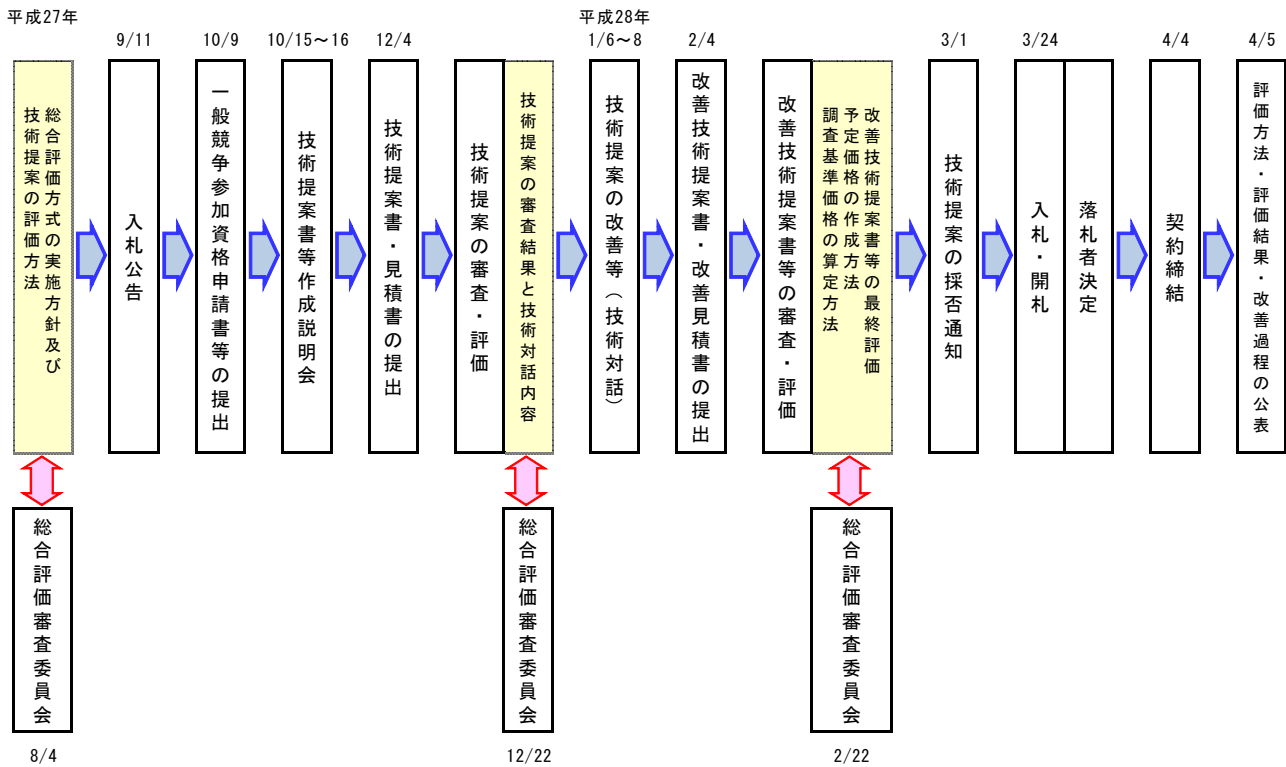 平成27年
平成28年
9/11
10/9
10/15～16
12/4
1/6～8
2/4
3/1
3/24
4/4
4/5
総合評価方式の実施方針及び
技術提案の評価方法
入札公告
一般競争参加資格申請書等の提出
技術提案書等作成説明会
技術提案書・見積書の提出
技術提案の審査・評価
技術提案の審査結果と技術対話内容
技術提案の改善等（技術対話）
改善技術提案書・改善見積書の提出
改善技術提案書等の審査・評価
改善技術提案書等の最終評価
予定価格の作成方法
調査基準価格の算定方法
技術提案の採否通知
入札・開札
落札者決定
契約締結
評価方法・評価結果・改善過程の公表
総合評価審査委員会
総合評価審査委員会
総合評価審査委員会
8/4
12/22
2/22